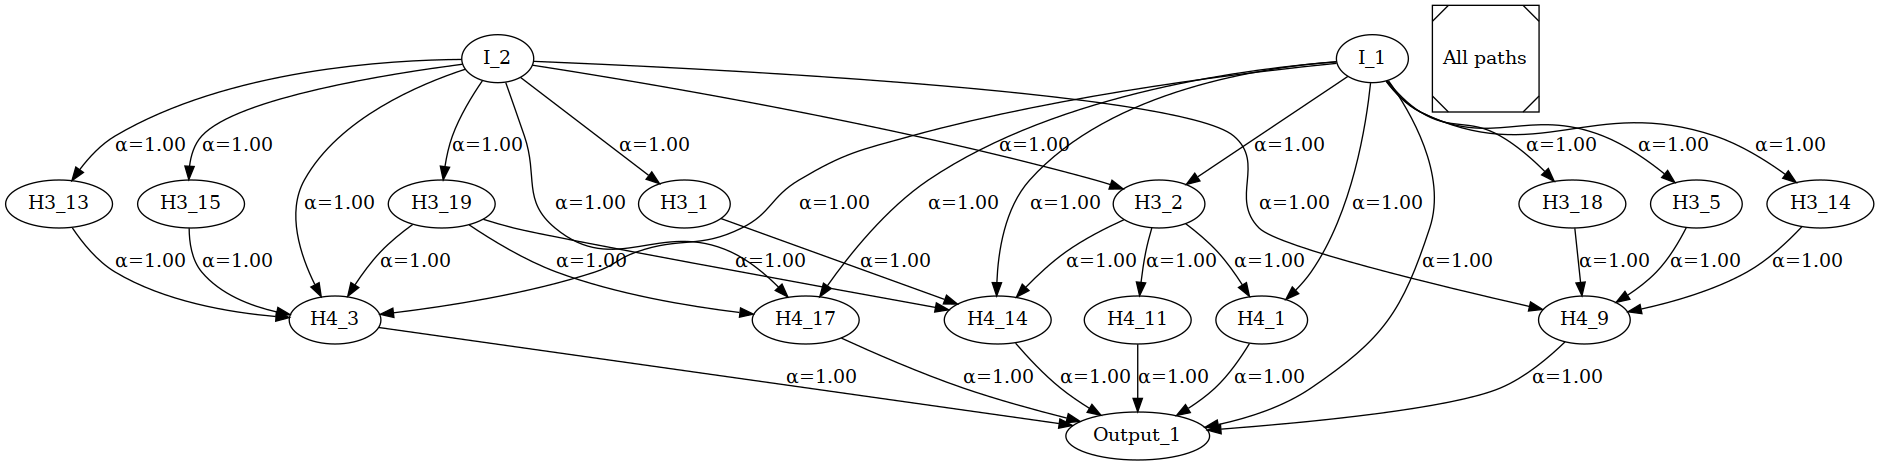 I_2
I_1
All paths
α=1.00 α=1.00 α=1.00 α=1.00 α=1.00 α=1.00 α=1.00 α=1.00 α=1.00
H3_13 H3_15 α=1.00 H3_19 α=1.00 H3_1 α=1.00 α=1.00 α=1.00 H3_2 α=1.00 α=1.00 H3_18 H3_5 H3_14
α=1.00 α=1.00 α=1.00 α=1.00 α=1.00 α=1.00 α=1.00 α=1.00 α=1.00 α=1.00 α=1.00 α=1.00 α=1.00
H4_3 H4_17 H4_14 H4_11 H4_1 H4_9
α=1.00 α=1.00 α=1.00 α=1.00 α=1.00 α=1.00
Output_1